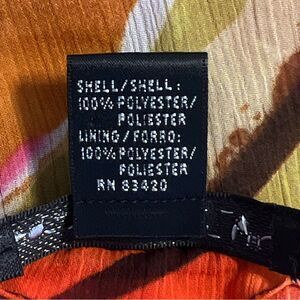 SHELL/SHELL:
100% POLYESTER/
POLIESTER
LINING/FORRO:
100% POLYESTER/
POLIESTER
RN 83420